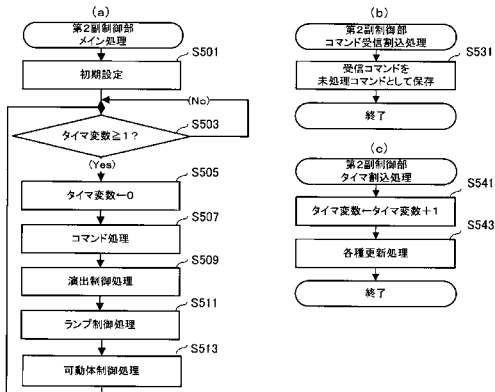 (a)
第2副制御部
メイン処理
S501
初期設定
(No)
S503
タイマ変数≧1?
(Yes)
S505
タイマ変数←0
S507
コマンド処理
S509
演出制御処理
S511
ランプ制御処理
S513
可動体制御処理
(b)
第2副制御部
コマンド受信割込処理
S531
受信コマンドを
未処理コマンドとして保存
終了
(c)
第2副制御部
タイマ割込処理
S541
タイマ変数←タイマ変数+1
S543
各種更新処理
終了